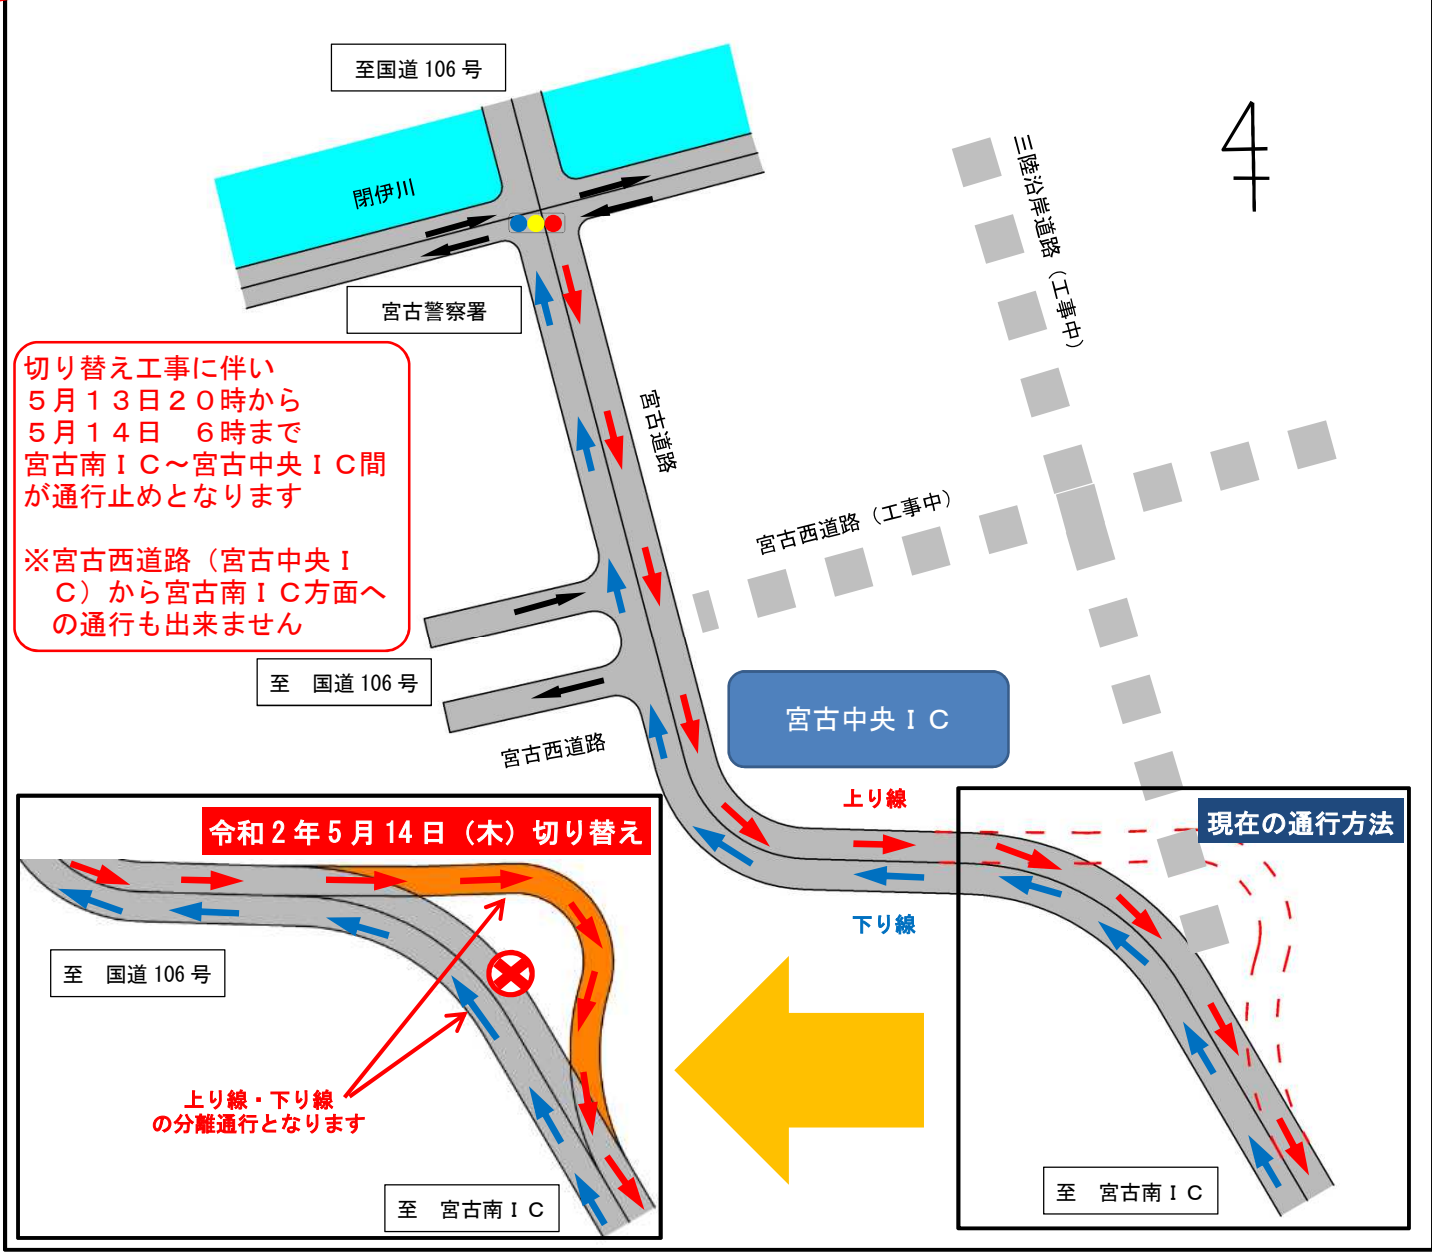 至国道106号
閉伊川
宮古警察署
三陸沿岸道路（工事中）
切り替え工事に伴い
５月１３日２０時から
５月１４日　６時まで
宮古南ＩＣ～宮古中央ＩＣ間
が通行止めとなります
※宮古西道路（宮古中央Ｉ
Ｃ）から宮古南ＩＣ方面へ
の通行も出来ません
宮古道路
宮古西道路（工事中）
至　国道106号
宮古西道路
宮古中央ＩＣ
上り線
下り線
現在の通行方法
至　宮古南ＩＣ
令和２年５月14日（木）切り替え
至　国道106号
上り線・下り線
の分離通行となります
至　宮古南ＩＣ